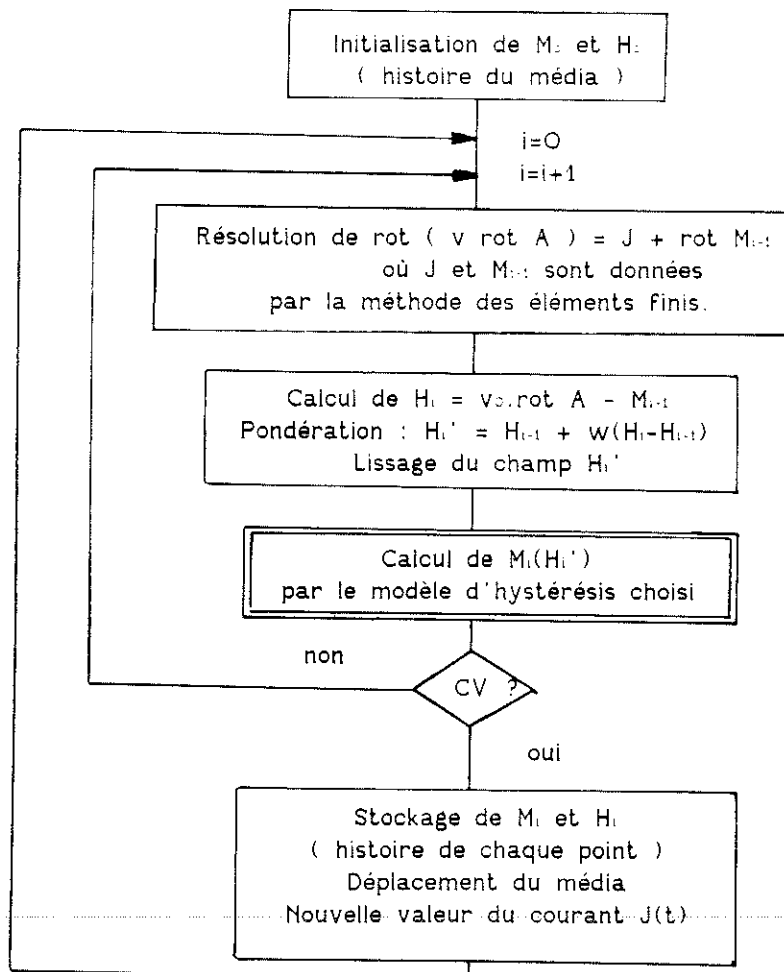 Initialisation de M₀ et H₀
( histoire du média )
i=0
i=i+1
Résolution de rot ( v rot A ) = J + rot Mᵢ₋₁
où J et Mᵢ₋₁ sont données
par la méthode des éléments finis.
Calcul de Hᵢ = v₀.rot A - Mᵢ₋₁
Pondération : Hᵢ' = Hᵢ₋₁ + w(Hᵢ-Hᵢ₋₁)
Lissage du champ Hᵢ'
Calcul de Mᵢ(Hᵢ')
par le modèle d'hystérésis choisi
non
CV ?
oui
Stockage de Mᵢ et Hᵢ
( histoire de chaque point )
Déplacement du média
Nouvelle valeur du courant J(t)